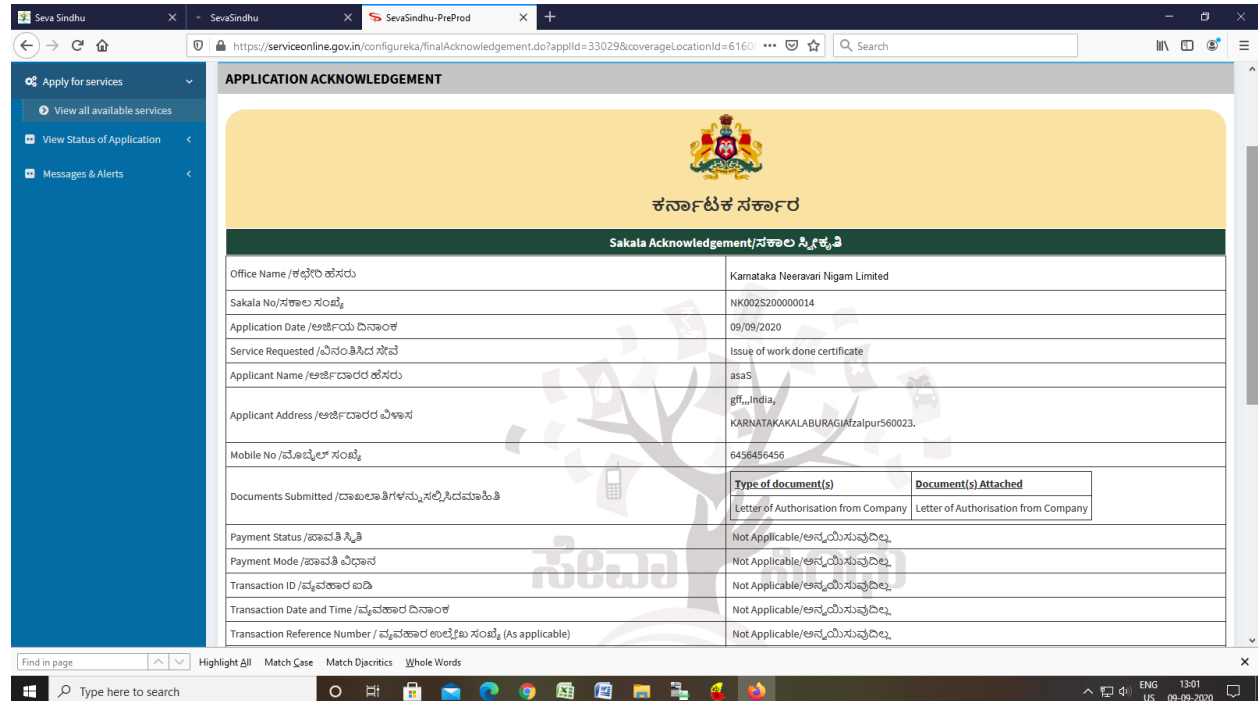 Seva Sindhu
SevaSindhu
SevaSindhu-PreProd
https://serviceonline.gov.in/configureka/finalAcknowledgement.do?applId=33029&coverageLocationId=6160
Search
Apply for services
View all available services
View Status of Application
Messages & Alerts
APPLICATION ACKNOWLEDGEMENT
ಕರ್ನಾಟಕ ಸರ್ಕಾರ
Sakala Acknowledgement/ಸಕಾಲ ಸ್ವೀಕೃತಿ
Office Name /ಕಛೇರಿ ಹೆಸರು Karnataka Neeravari Nigam Limited
Sakala No/ಸಕಾಲ ಸಂಖ್ಯೆ NK002S200000014
Application Date /ಅರ್ಜಿಯ ದಿನಾಂಕ 09/09/2020
Service Requested /ವಿನಂತಿಸಿದ ಸೇವೆ Issue of work done certificate
Applicant Name /ಅರ್ಜಿದಾರರ ಹೆಸರು asaS
Applicant Address /ಅರ್ಜಿದಾರರ ವಿಳಾಸ gff,,,India,
KARNATAKAKALABURAGIAfzalpur560023.
Mobile No /ಮೊಬೈಲ್ ಸಂಖ್ಯೆ 6456456456
Documents Submitted /ದಾಖಲಾತಿಗಳನ್ನು ಸಲ್ಲಿಸಿದಮಾಹಿತಿ
Type of document(s) Document(s) Attached
Letter of Authorisation from Company Letter of Authorisation from Company
Payment Status /ಪಾವತಿ ಸ್ಥಿತಿ Not Applicable/ಅನ್ವಯಿಸುವುದಿಲ್ಲ
Payment Mode /ಪಾವತಿ ವಿಧಾನ Not Applicable/ಅನ್ವಯಿಸುವುದಿಲ್ಲ
Transaction ID /ವ್ಯವಹಾರ ಐಡಿ Not Applicable/ಅನ್ವಯಿಸುವುದಿಲ್ಲ
Transaction Date and Time /ವ್ಯವಹಾರ ದಿನಾಂಕ Not Applicable/ಅನ್ವಯಿಸುವುದಿಲ್ಲ
Transaction Reference Number / ವ್ಯವಹಾರ ಉಲ್ಲೇಖ ಸಂಖ್ಯೆ (As applicable) Not Applicable/ಅನ್ವಯಿಸುವುದಿಲ್ಲ
ಸೇವಾ ಸಿಂಧು
Find in page Highlight All Match Case Match Diacritics Whole Words
Type here to search
ENG 13:01
US 09-09-2020